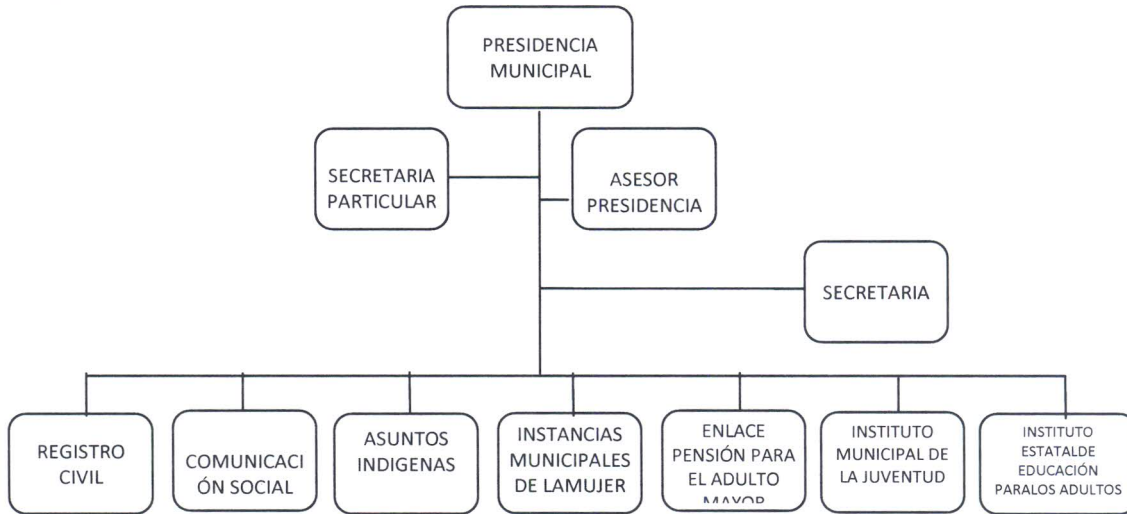 PRESIDENCIA
MUNICIPAL
SECRETARIA
PARTICULAR
ASESOR
PRESIDENCIA
SECRETARIA
REGISTRO
CIVIL
COMUNICACI
ÓN SOCIAL
ASUNTOS
INDIGENAS
INSTANCIAS
MUNICIPALES
DE LAMUJER
ENLACE
PENSIÓN PARA
EL ADULTO
MAYOR
INSTITUTO
MUNICIPAL DE
LA JUVENTUD
INSTITUTO
ESTATALDE
EDUCACIÓN
PARALOS ADULTOS